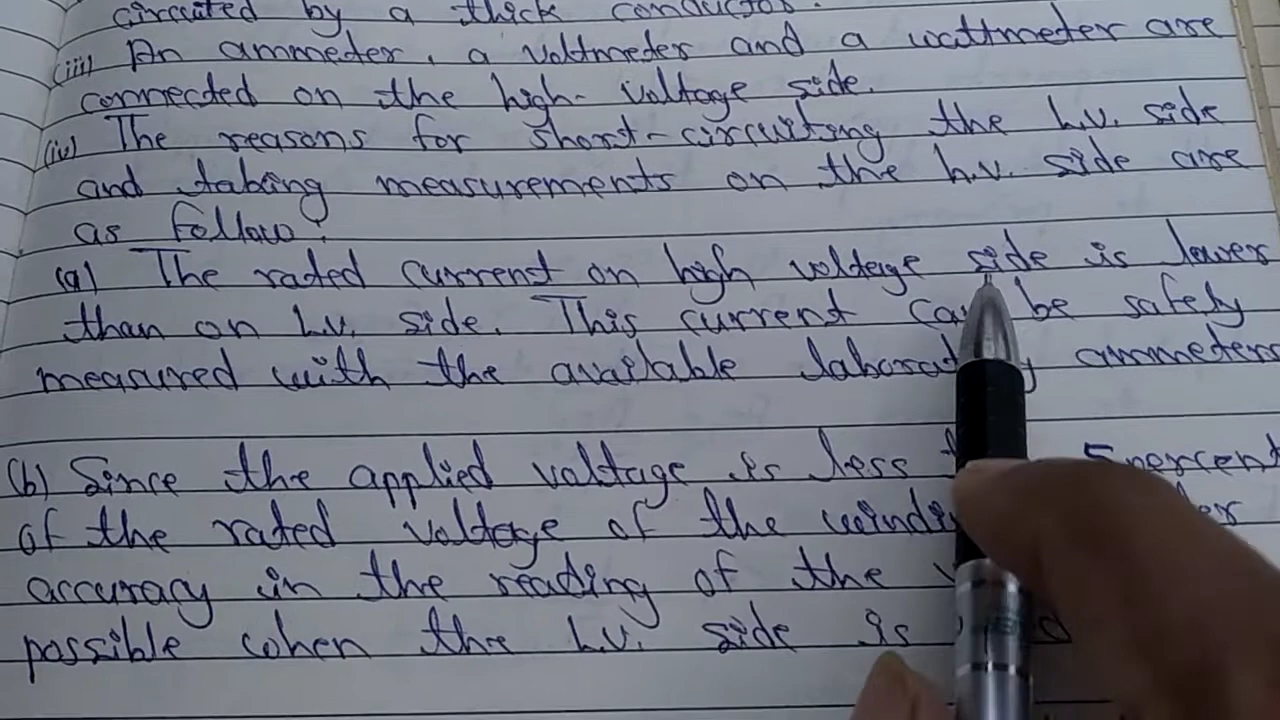 circuited by a thick conductor.
(iii) An ammeter, a voltmeter and a wattmeter are
connected on the high-voltage side.
(iv) The reasons for short-circuiting the L.V. side
and taking measurements on the h.v. side are
as follow:
(a) The rated current on high voltage side is lower
than on L.V. side. This current can be safely
measured with the available laboratory ammeters
(b) Since the applied voltage is less 5 percent
of the rated voltage of the
accuracy in the reading of the
possible when the L.V. side is